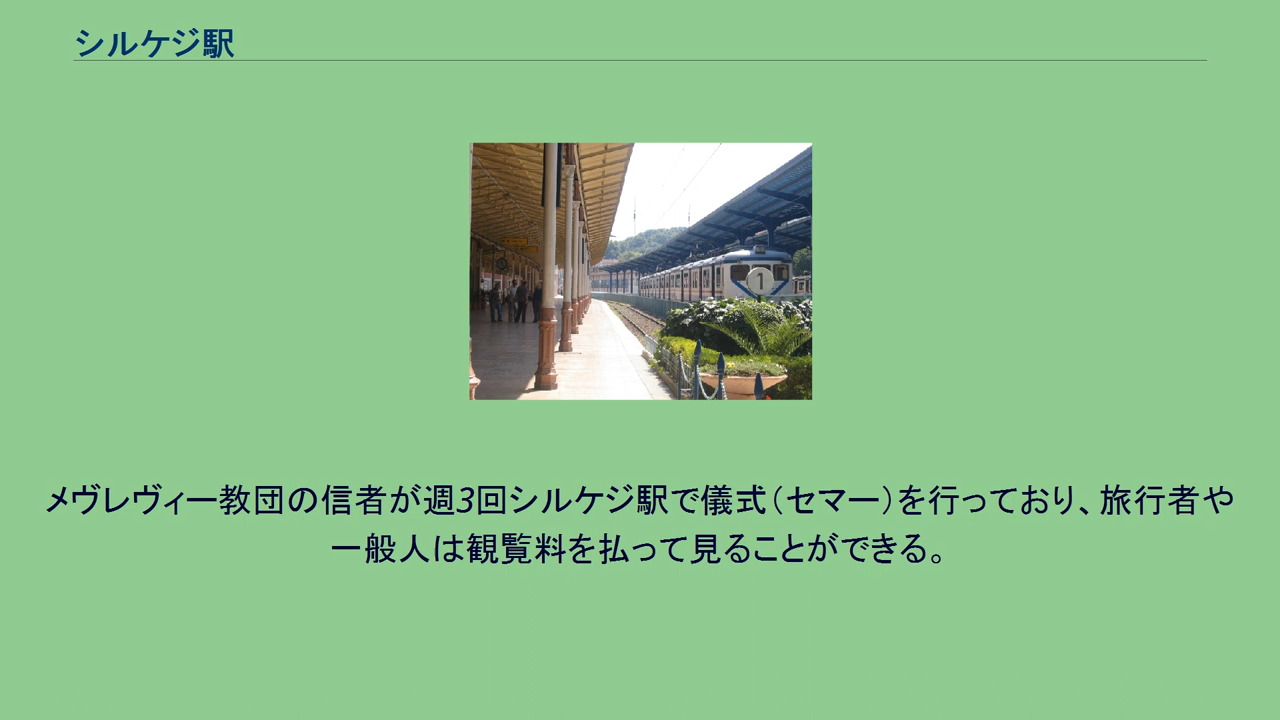 シルケジ駅
1
メヴレヴィー教団の信者が週3回シルケジ駅で儀式（セマー）を行っており、旅行者や
一般人は観覧料を払って見ることができる。